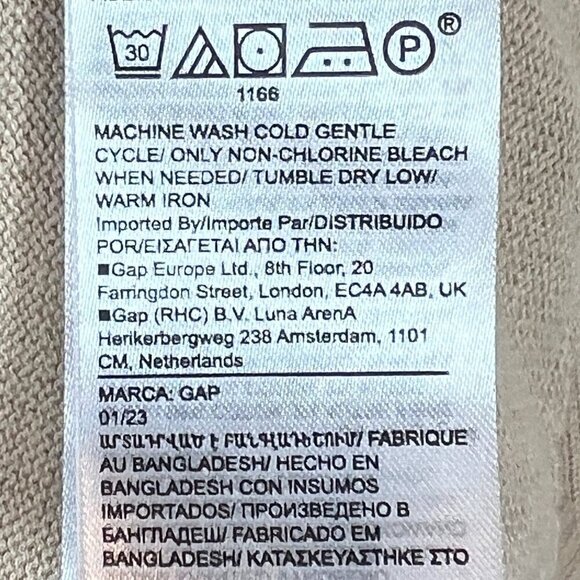 30 P ®
1166
MACHINE WASH COLD GENTLE
CYCLE/ ONLY NON-CHLORINE BLEACH
WHEN NEEDED/ TUMBLE DRY LOW/
WARM IRON
Imported By/Importe Par/DISTRIBUIDO
POR/ΕΙΣΑΓΕΤΑΙ ΑΠΟ ΤΗΝ:
■Gap Europe Ltd., 8th Floor, 20
Farringdon Street, London, EC4A 4AB, UK
■Gap (RHC) B.V. Luna ArenA
Herikerbergweg 238 Amsterdam, 1101
CM, Netherlands
MARCA: GAP
01/23
ԱՐՏԱԴՐՎԱԾ Է ԲԱՆԳԼԱԴԵՇՈՒՄ/ FABRIQUE
AU BANGLADESH/ HECHO EN
BANGLADESH CON INSUMOS
IMPORTADOS/ ПРОИЗВЕДЕНО В
БАНГЛАДЕШ/ FABRICADO EM
BANGLADESH/ ΚΑΤΑΣΚΕΥΑΣΤΗΚΕ ΣΤΟ